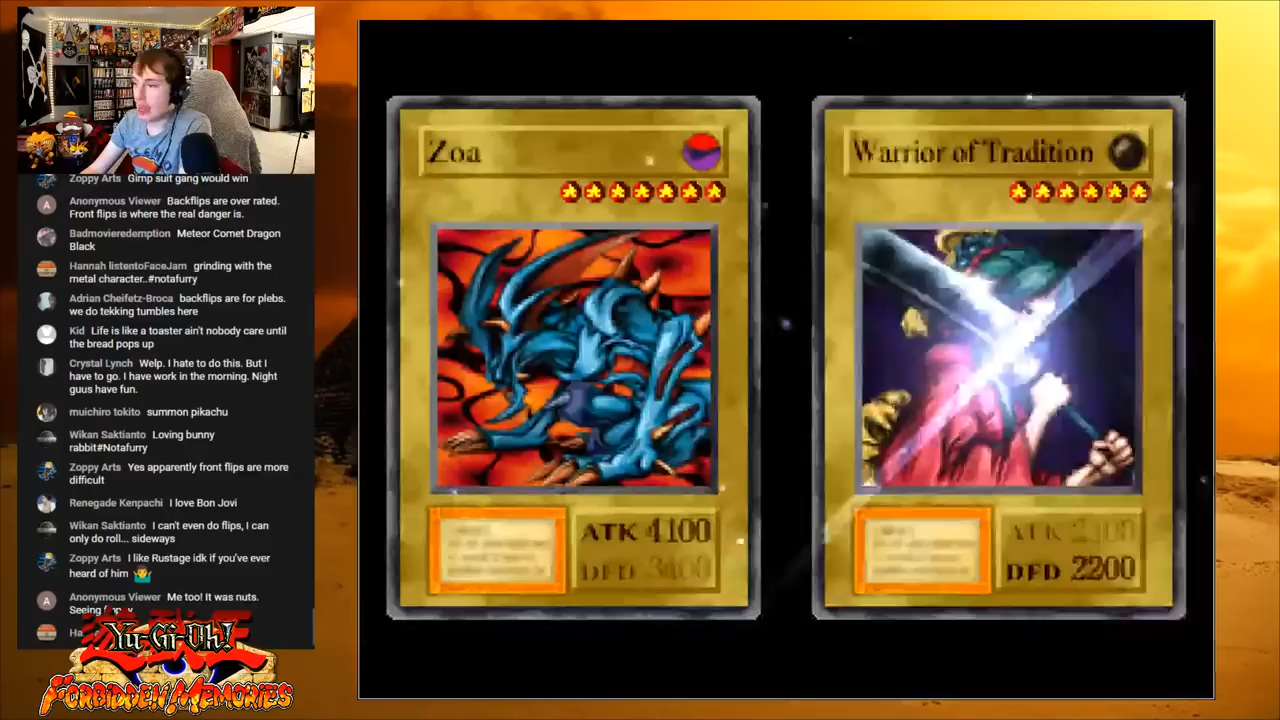 Zoppy Arts Gimp suit gang would win
Anonymous Viewer Backflips are over rated.
Front flips is where the real danger is.
Badmovieredemption Meteor Comet Dragon
Black
Hannah listentoFaceJam grinding with the
metal character..#notafurry
Adrian Cheifetz-Broca backflips are for plebs.
we do tekking tumbles here
Kid Life is like a toaster ain't nobody care until
the bread pops up
Crystal Lynch Welp. I hate to do this. But I
have to go. I have work in the morning. Night
guus have fun.
muichiro tokito summon pikachu
Wikan Saktianto Loving bunny
rabbit#Notafurry
Zoppy Arts Yes apparently front flips are more
difficult
Renegade Kenpachi I love Bon Jovi
Wikan Saktianto I can't even do flips, I can
only do roll... sideways
Zoppy Arts I like Rustage idk if you've ever
heard of him
Anonymous Viewer Me too! It was nuts.
Seeing
Yu-Gi-Oh!
Forbidden Memories
Zoa
ATK 4100
DFD 3400
Warrior of Tradition
ATK
DFD 2200